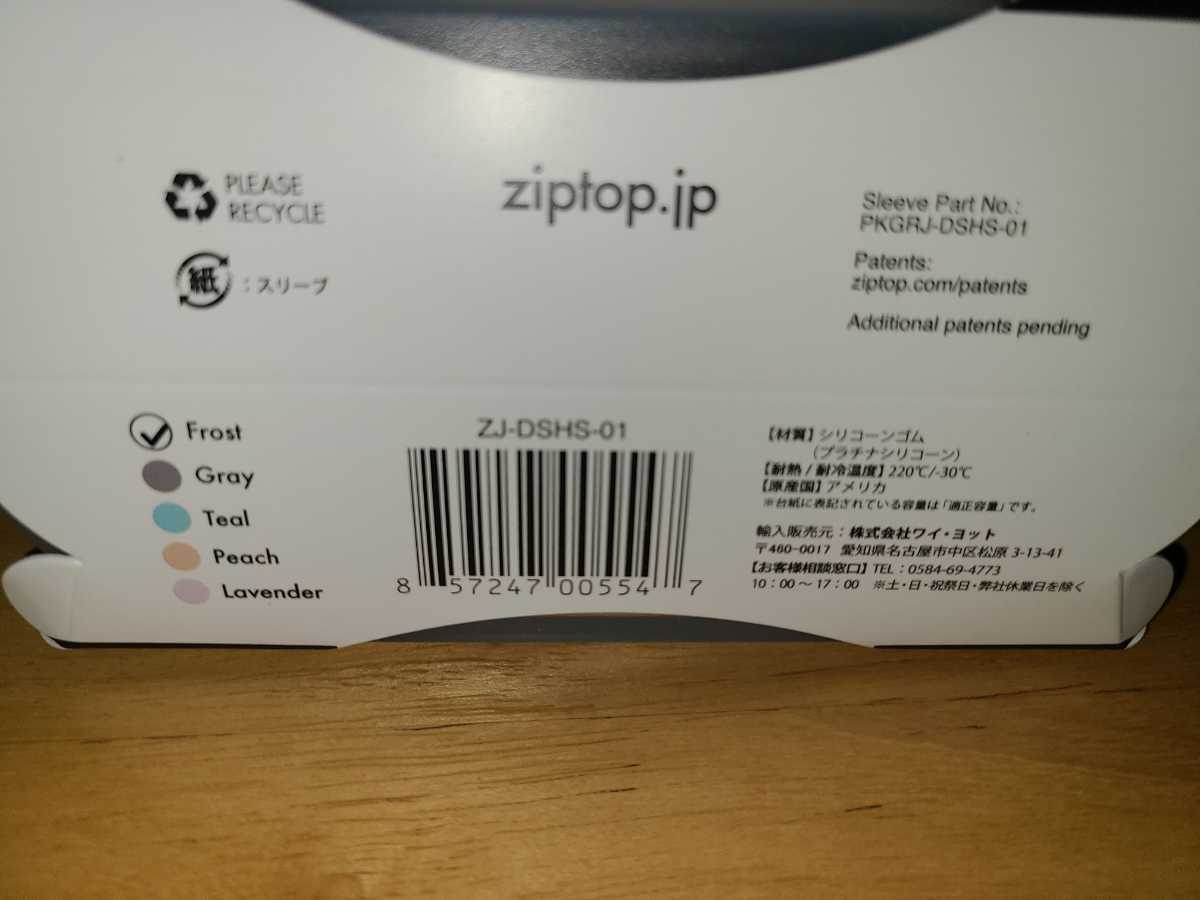 PLEASE
RECYCLE
紙：スリーブ
ziptop.jp
Sleeve Part No.:
PKGRJ-DSHS-01
Patents:
ziptop.com/patents
Additional patents pending
Frost
Gray
Teal
Peach
Lavender
ZJ-DSHS-01
8 57247 00554 7
【材質】シリコーンゴム
（プラチナシリコーン）
【耐熱/耐冷温度】220℃/-30℃
【原産国】アメリカ
※台紙に表記されている容量は「適正容量」です。
輸入販売元：株式会社ワイ・ヨット
〒460-0017 愛知県名古屋市中区松原 3-13-41
【お客様相談窓口】TEL：0584-69-4773
10：00～17：00 ※土・日・祝祭日・弊社休業日を除く